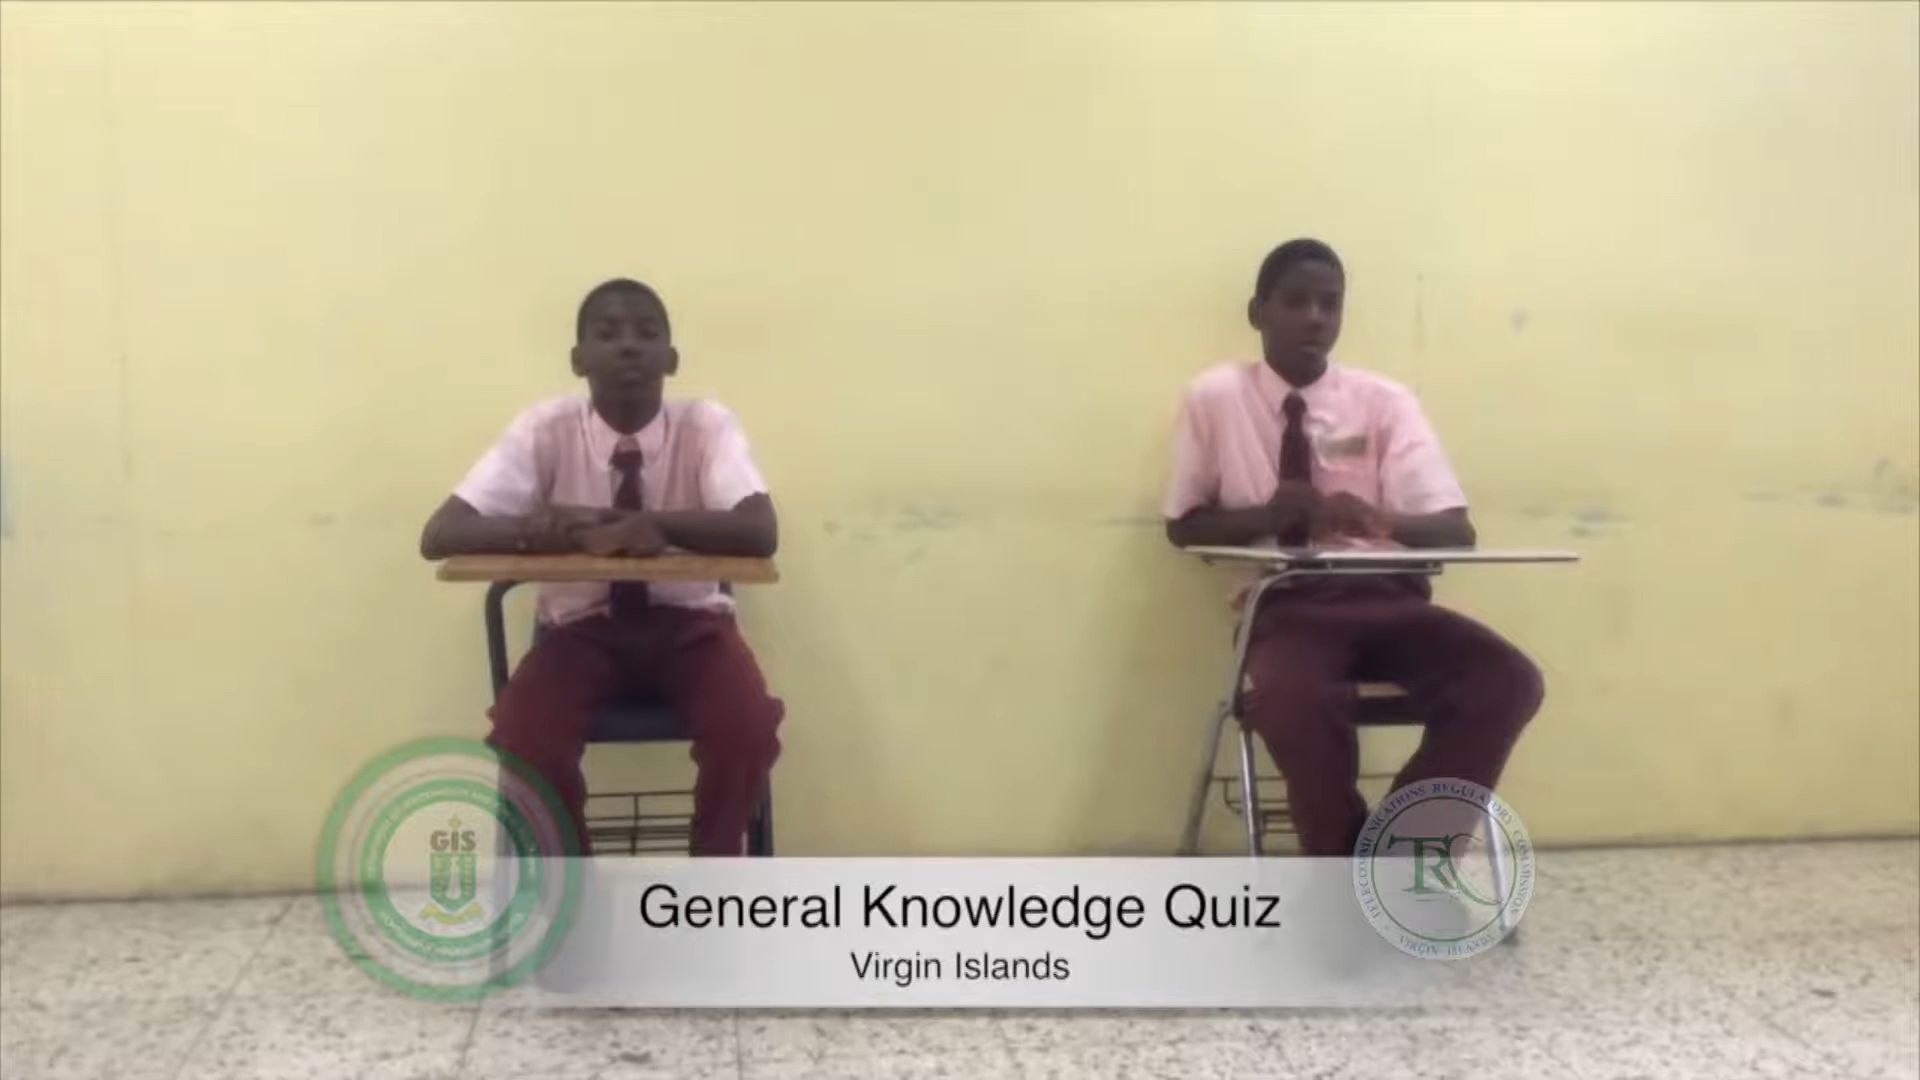 General Knowledge Quiz
Virgin Islands
GIS
TELECOMMUNICATIONS REGULATORY COMMISSION
TRC
VIRGIN ISLANDS